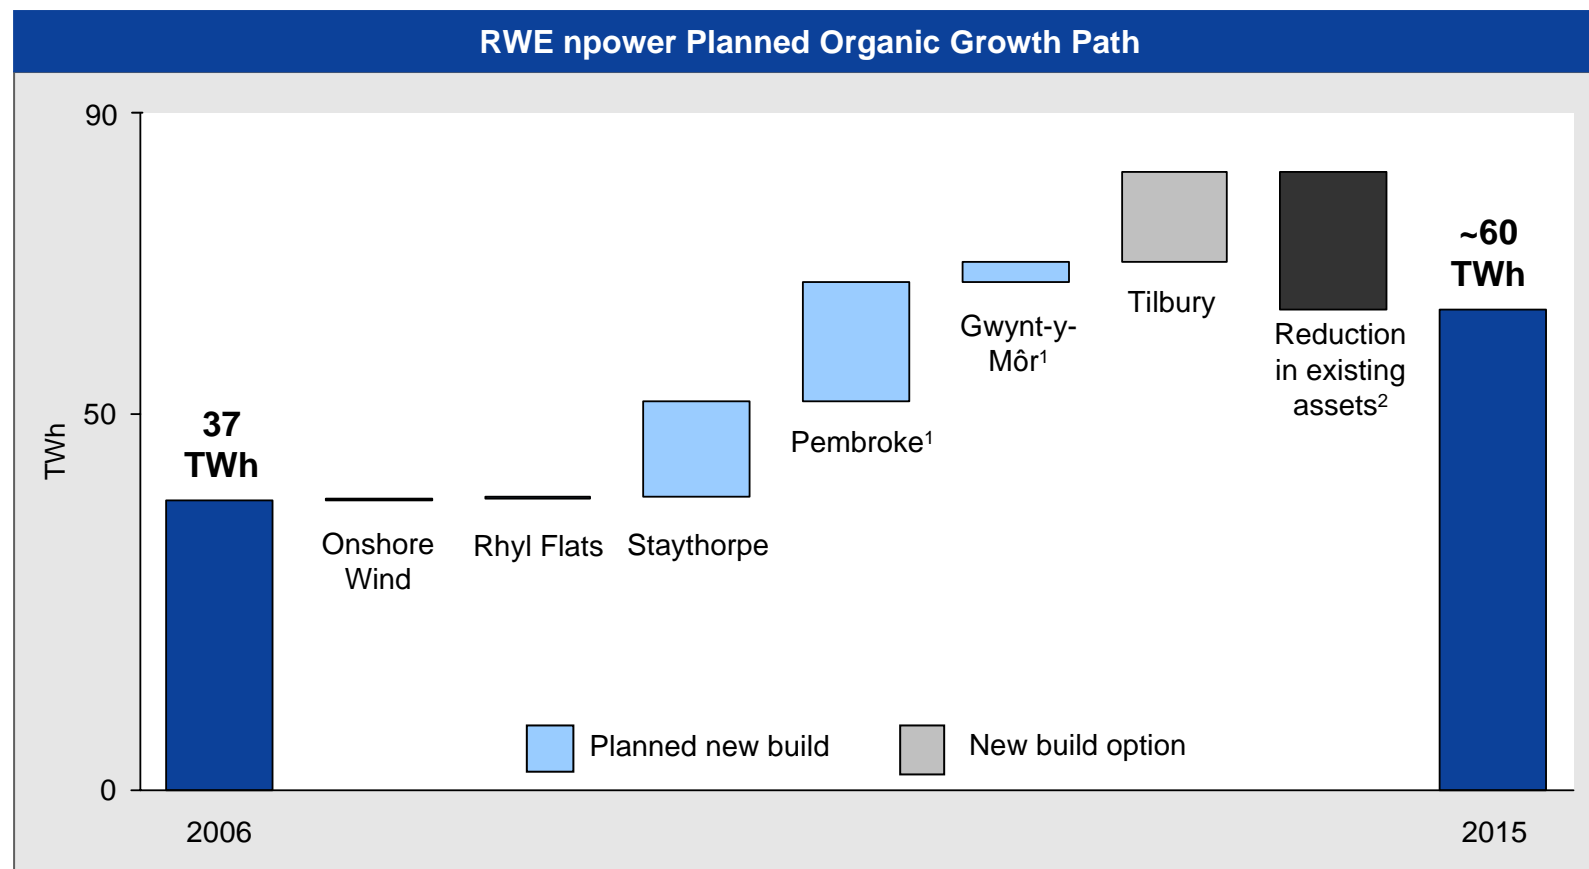 RWE npower Planned Organic Growth Path
90
50
0
TWh
37
TWh
Onshore
Wind
Rhyl Flats
Staythorpe
Pembroke¹
Gwynt-y-
Môr¹
Tilbury
Reduction
in existing
assets²
~60
TWh
Planned new build
New build option
2006
2015